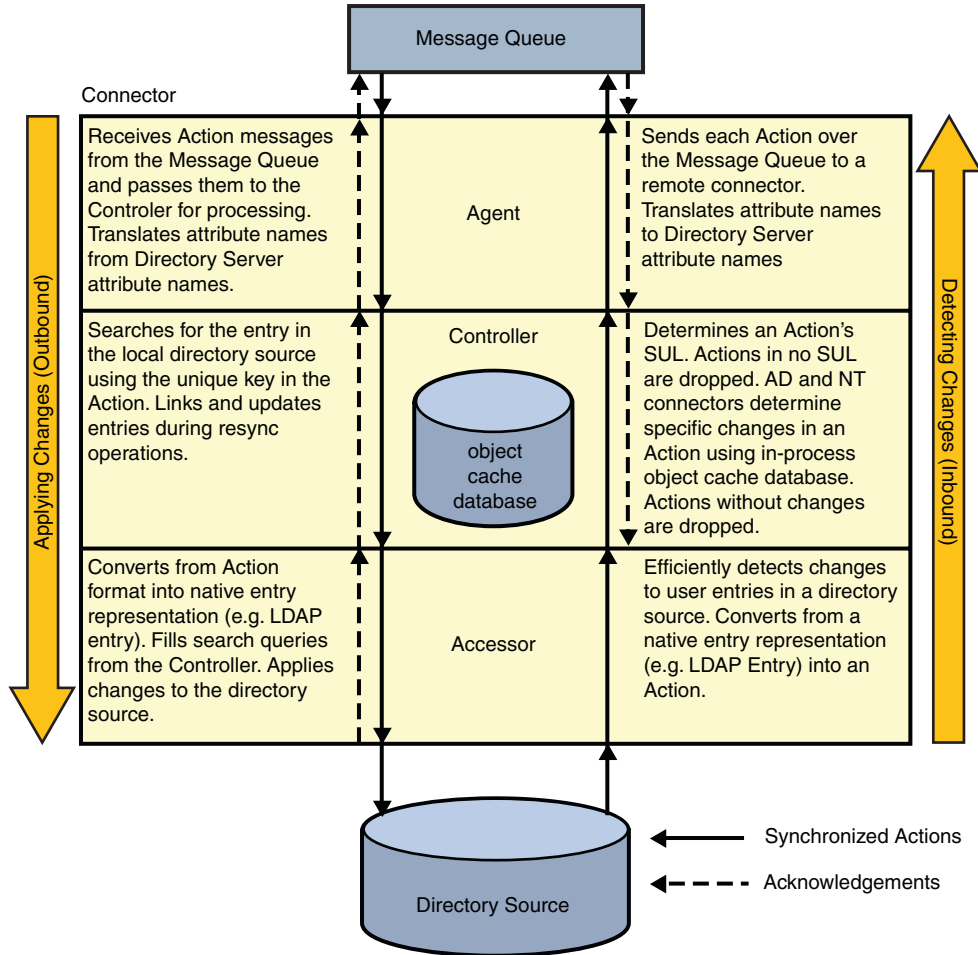 Message Queue
Connector
Applying Changes (Outbound)
Receives Action messages
from the Message Queue
and passes them to the
Controler for processing.
Translates attribute names
from Directory Server
attribute names.
Agent
Sends each Action over
the Message Queue to a
remote connector.
Translates attribute names
to Directory Server
attribute names
Detecting Changes (Inbound)
Searches for the entry in
the local directory source
using the unique key in the
Action. Links and updates
entries during resync
operations.
Controller
object
cache
database
Determines an Action’s
SUL. Actions in no SUL
are dropped. AD and NT
connectors determine
specific changes in an
Action using in-process
object cache database.
Actions without changes
are dropped.
Converts from Action
format into native entry
representation (e.g. LDAP
entry). Fills search queries
from the Controller. Applies
changes to the directory
source.
Accessor
Efficiently detects changes
to user entries in a directory
source. Converts from a
native entry representation
(e.g. LDAP Entry) into an
Action.
Directory Source
Synchronized Actions
Acknowledgements